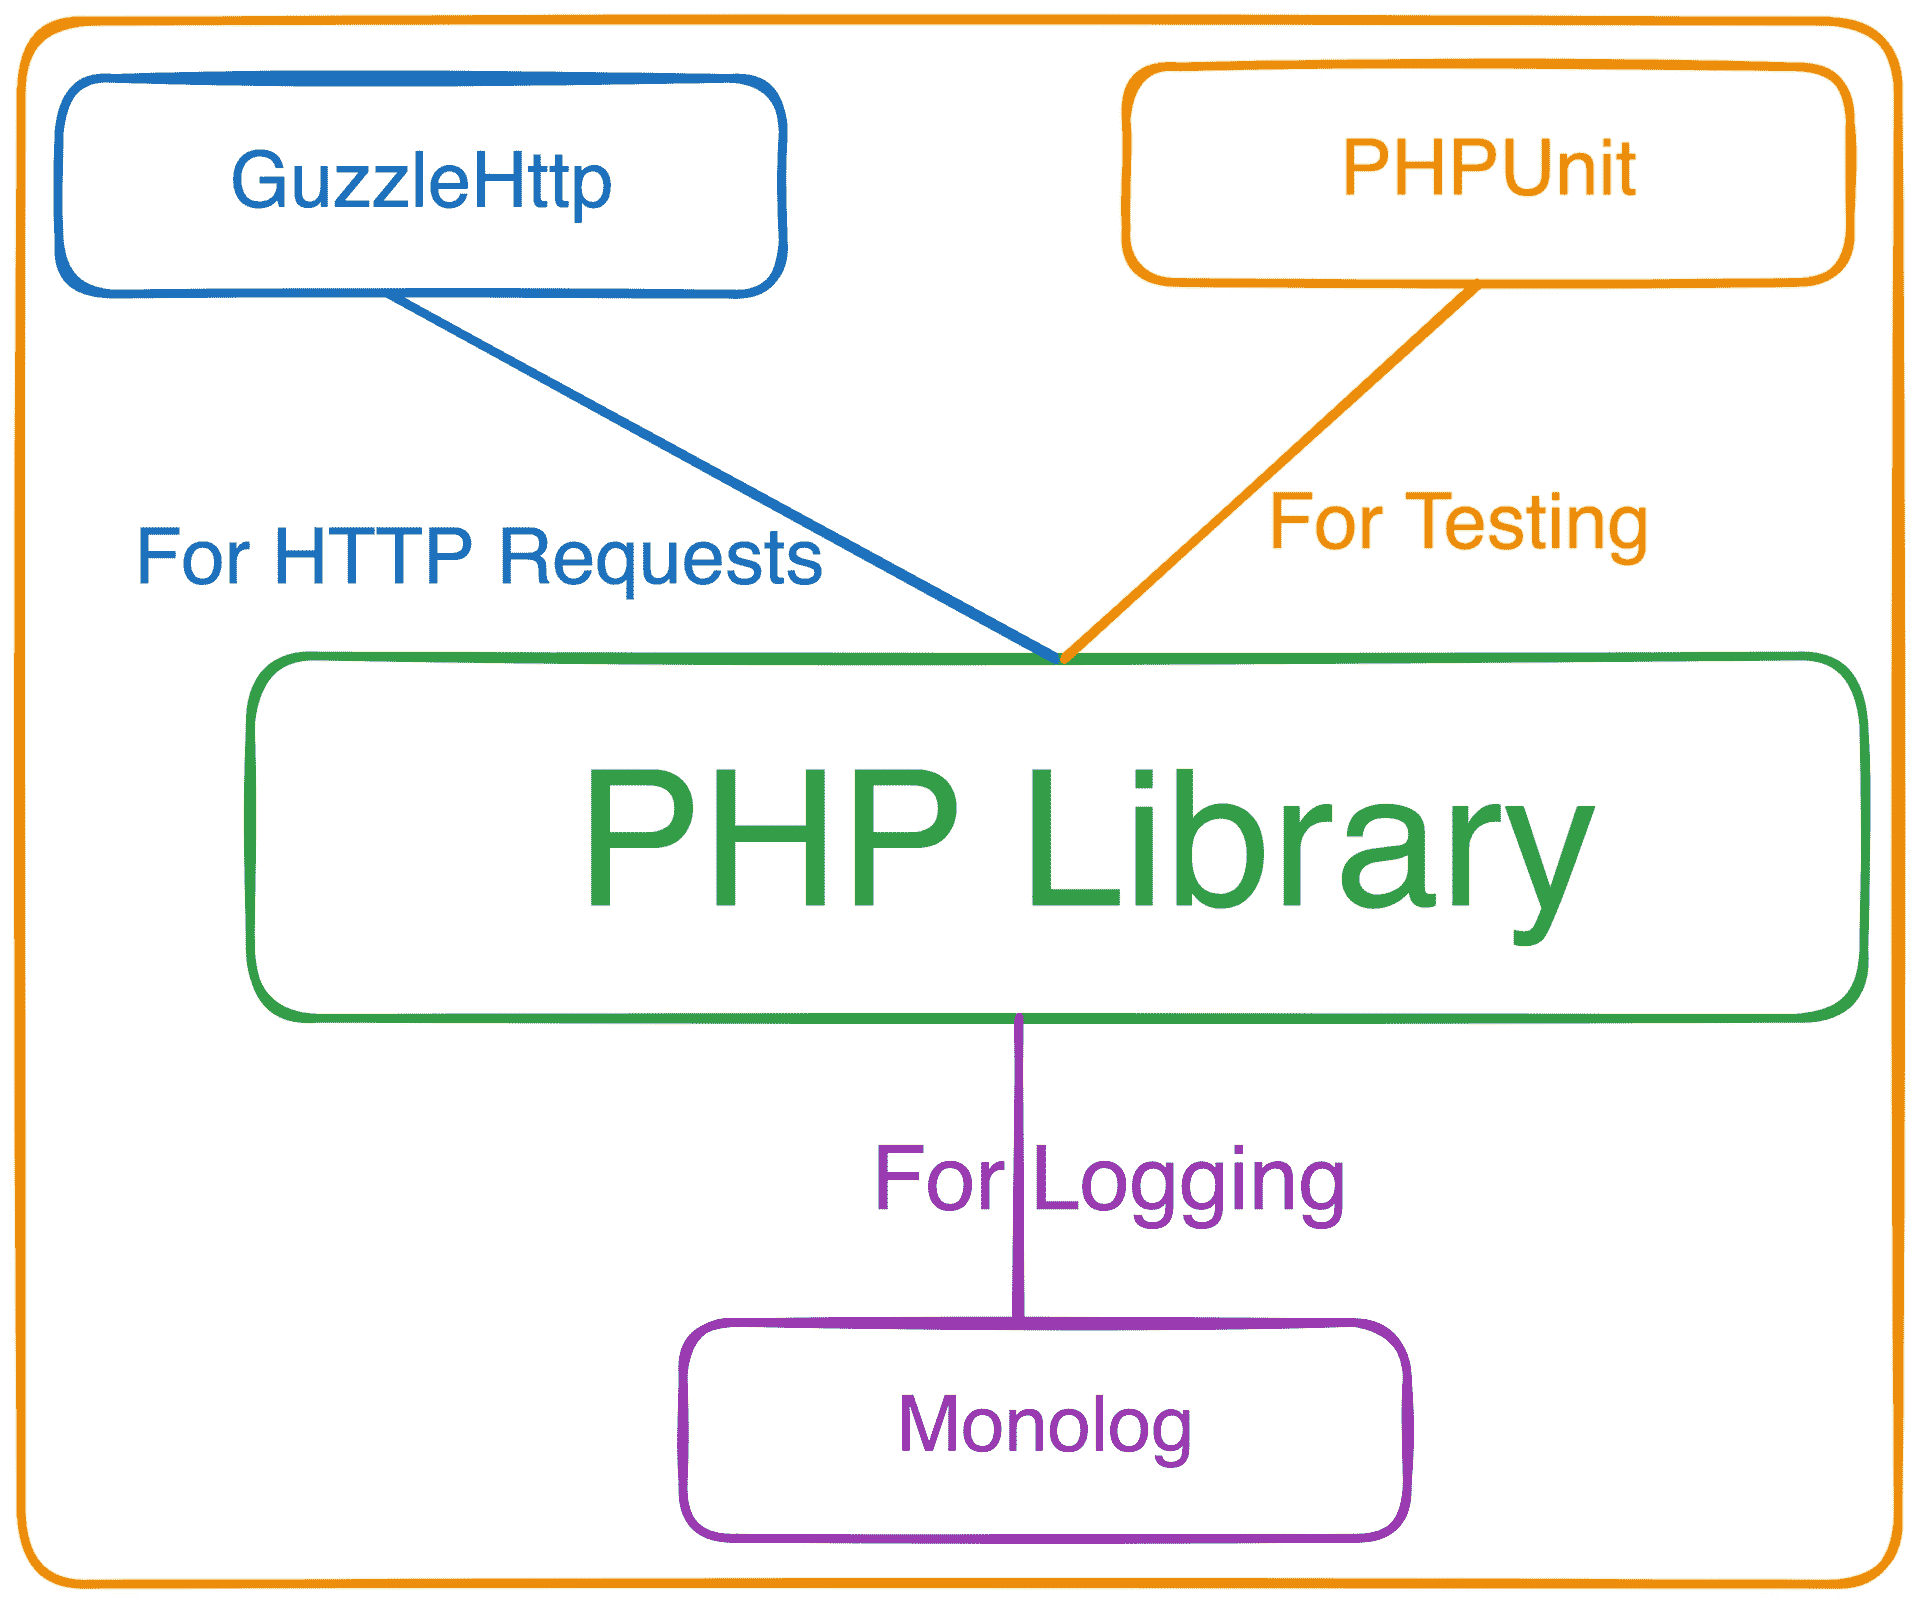 GuzzleHttp
PHPUnit
For HTTP Requests
For Testing
PHP Library
For Logging
Monolog